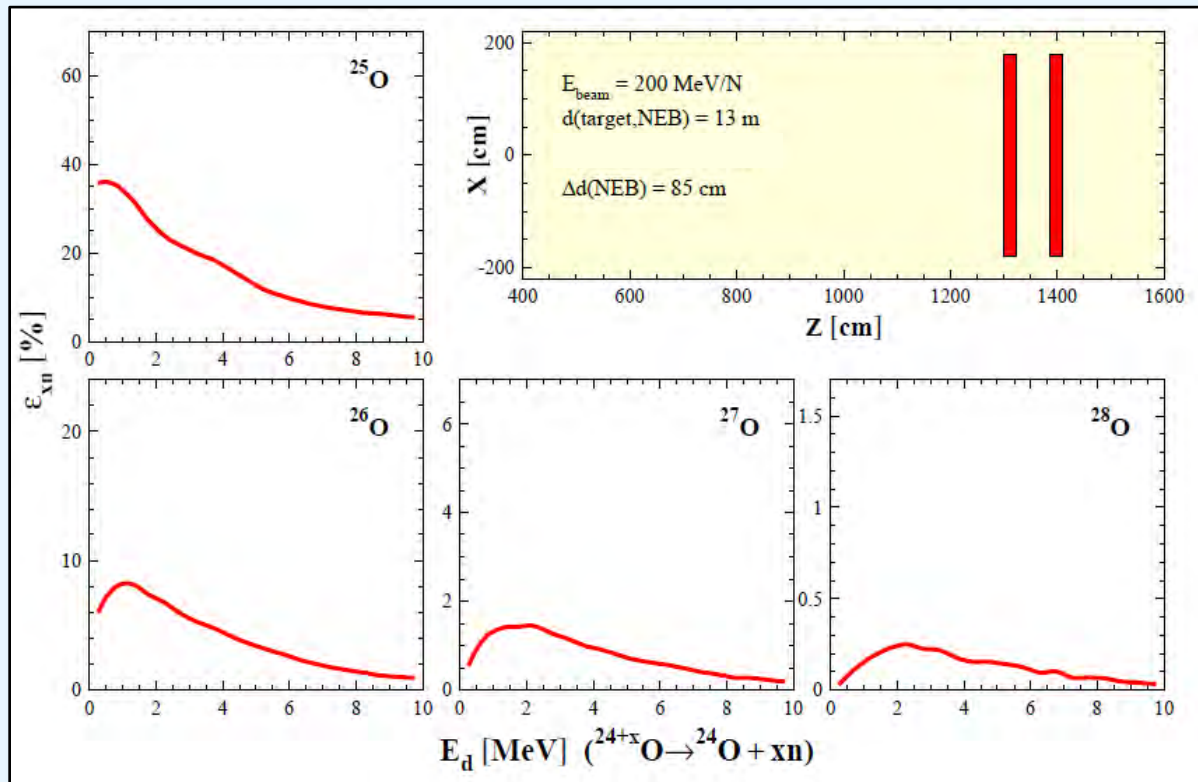 ε_xn [%]
60
40
20
0
0 2 4 6 8 10
²⁵O
200
0
-200
X [cm]
E_beam = 200 MeV/N
d(target,NEB) = 13 m
Δd(NEB) = 85 cm
400 600 800 1000 1200 1400 1600
Z [cm]
20
10
0
0 2 4 6 8 10
²⁶O
6
4
2
0
0 2 4 6 8 10
²⁷O
1.5
1
0.5
0
0 2 4 6 8 10
²⁸O
E_d [MeV] (²⁴⁺ˣO→²⁴O + xn)